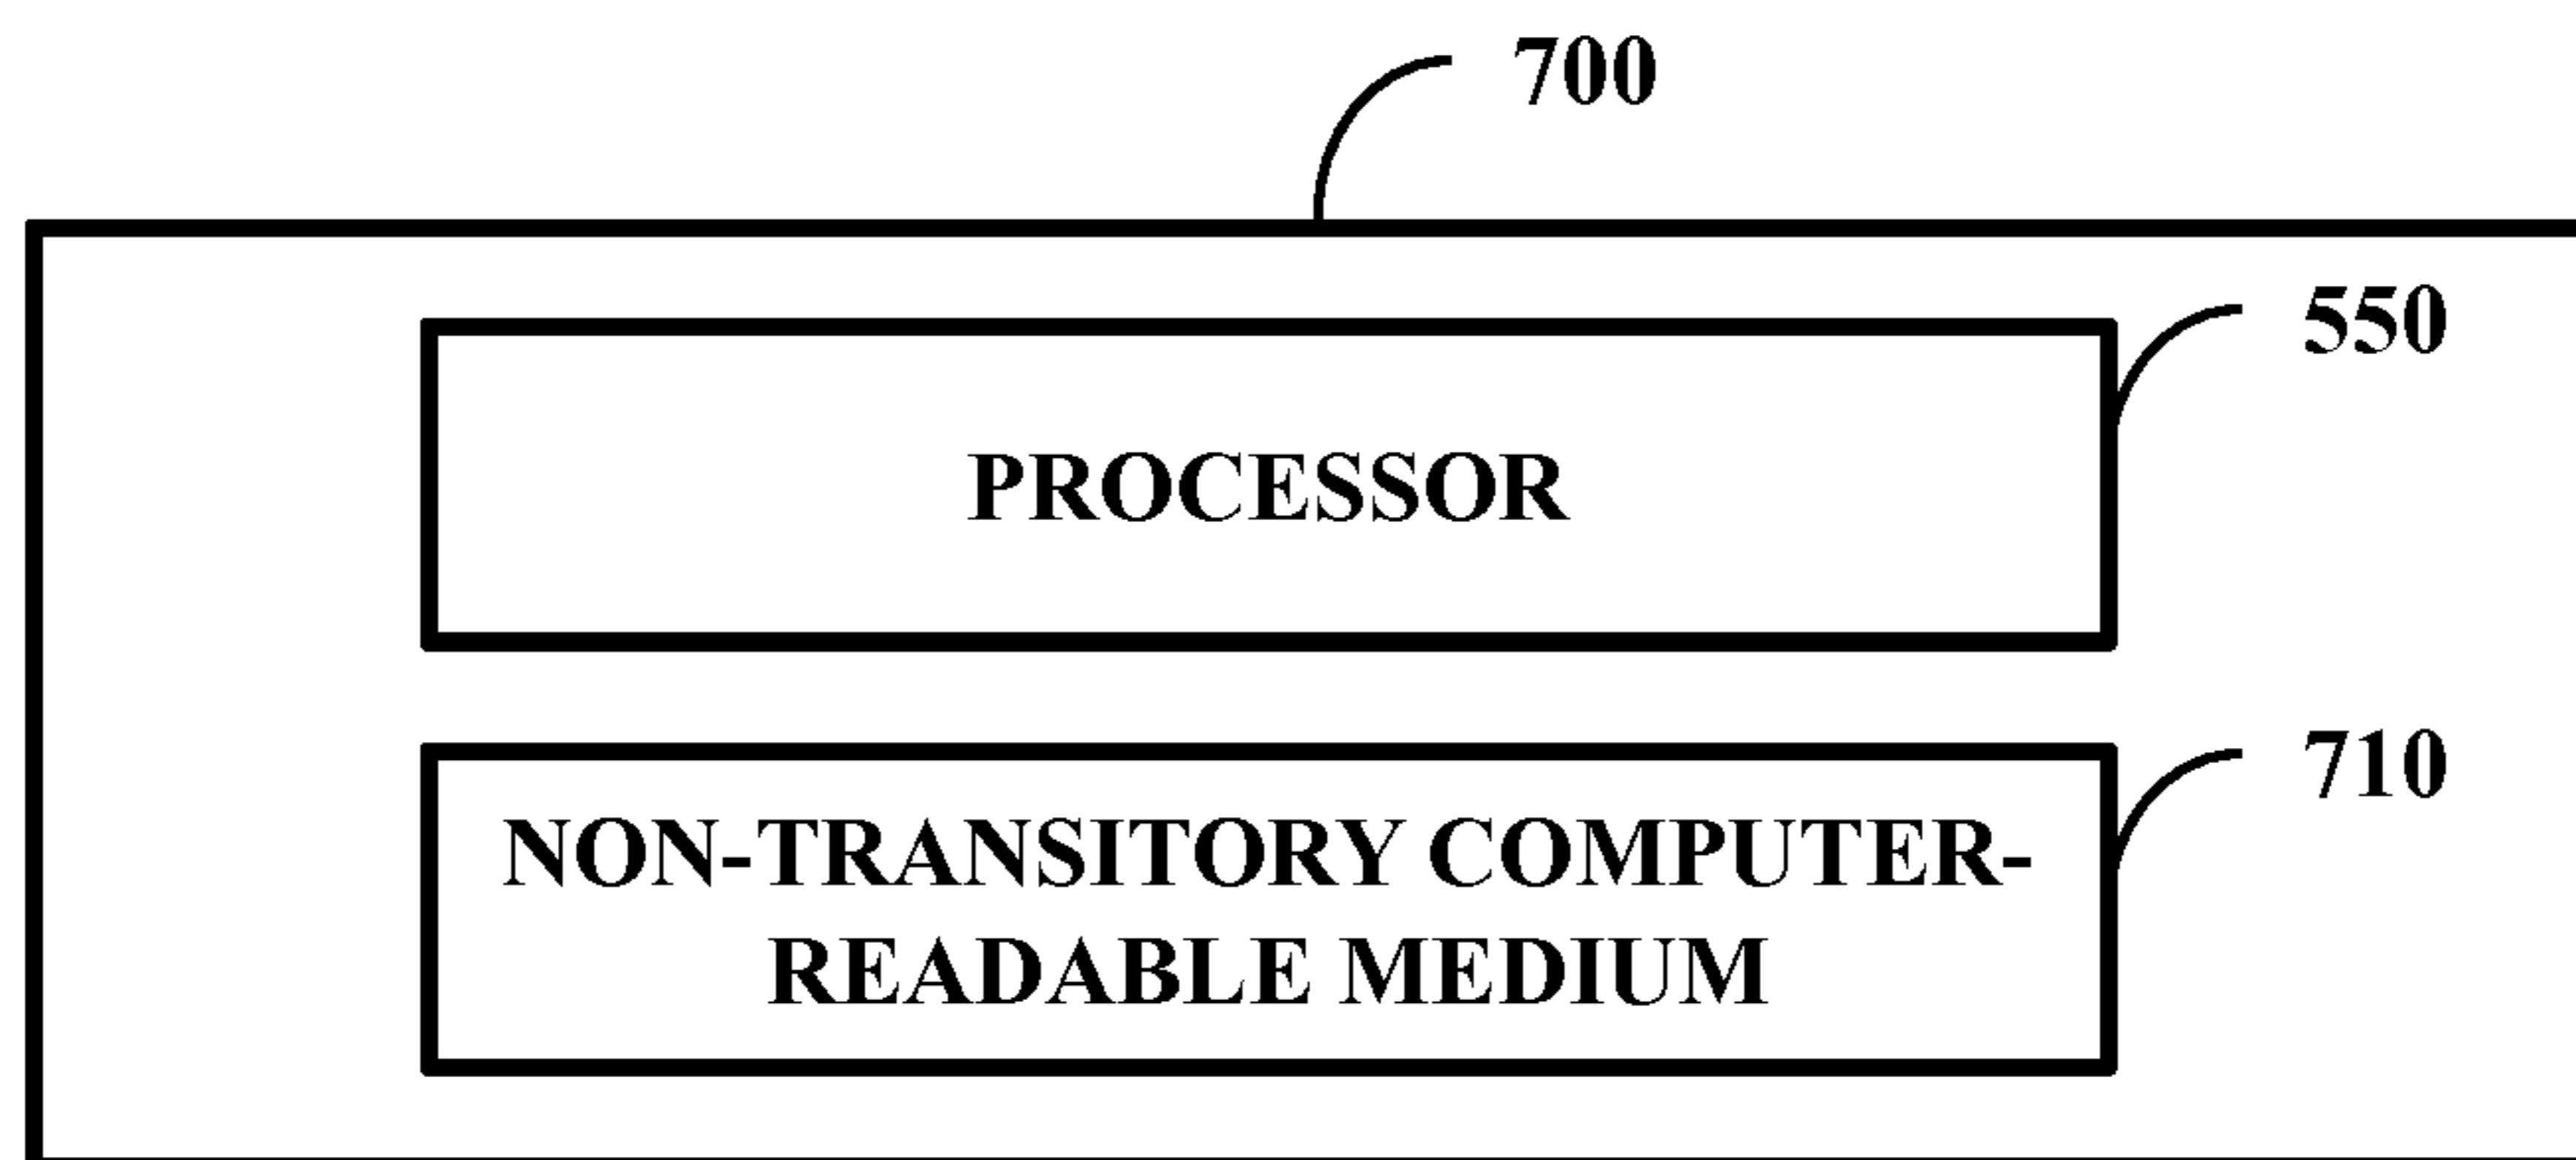 700
550
PROCESSOR
710
NON-TRANSITORY COMPUTER-
READABLE MEDIUM